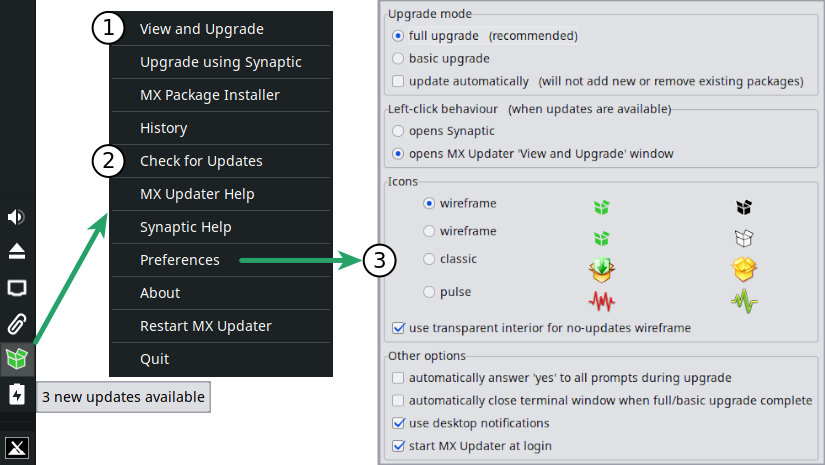 1
View and Upgrade
Upgrade using Synaptic
MX Package Installer
History
2
Check for Updates
MX Updater Help
Synaptic Help
Preferences
About
Restart MX Updater
Quit
3 new updates available
3
Upgrade mode
full upgrade (recommended)
basic upgrade
update automatically (will not add new or remove existing packages)
Left-click behaviour (when updates are available)
opens Synaptic
opens MX Updater 'View and Upgrade' window
Icons
wireframe
wireframe
classic
pulse
use transparent interior for no-updates wireframe
Other options
automatically answer 'yes' to all prompts during upgrade
automatically close terminal window when full/basic upgrade complete
use desktop notifications
start MX Updater at login